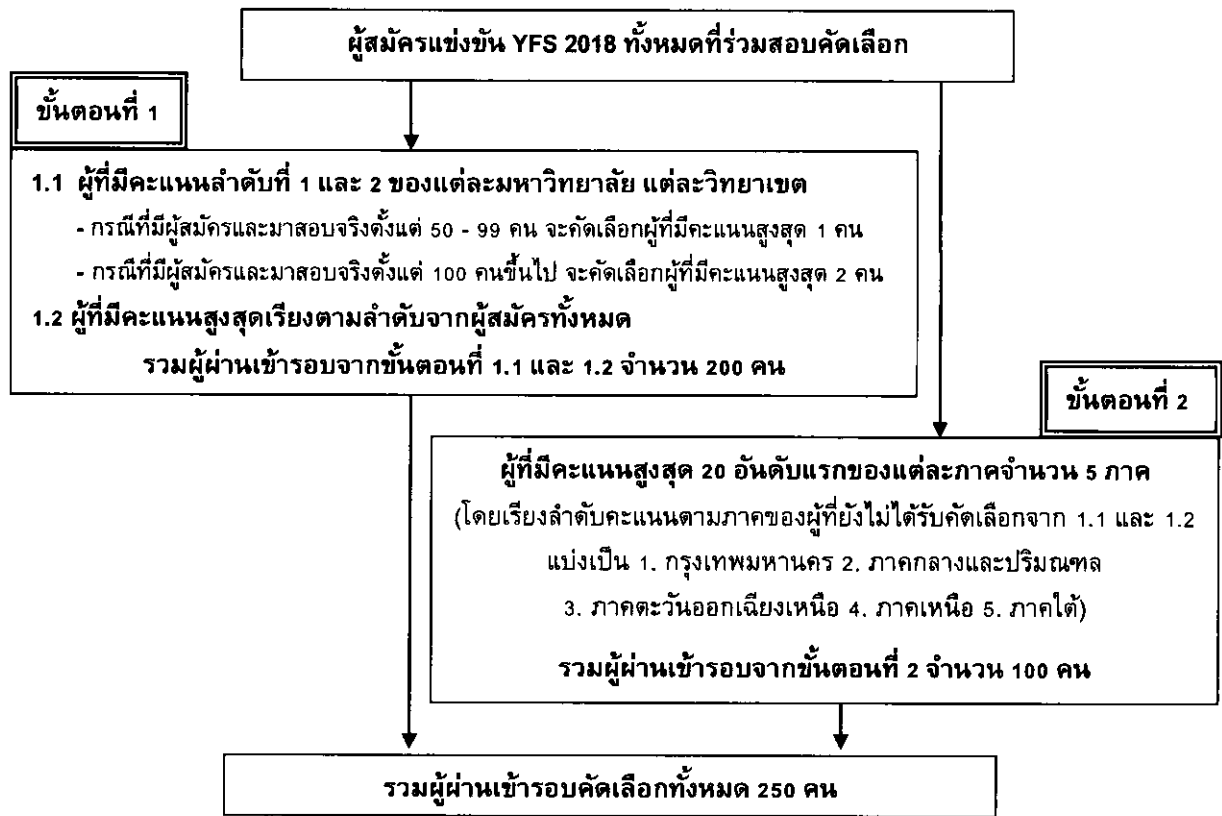 ผู้สมัครแข่งขัน YFS 2018 ทั้งหมดที่ร่วมสอบคัดเลือก
ขั้นตอนที่ 1
1.1 ผู้ที่มีคะแนนลำดับที่ 1 และ 2 ของแต่ละมหาวิทยาลัย แต่ละวิทยาเขต
- กรณีที่มีผู้สมัครและมาสอบจริงตั้งแต่ 50 - 99 คน จะคัดเลือกผู้ที่มีคะแนนสูงสุด 1 คน
- กรณีที่มีผู้สมัครและมาสอบจริงตั้งแต่ 100 คนขึ้นไป จะคัดเลือกผู้ที่มีคะแนนสูงสุด 2 คน
1.2 ผู้ที่มีคะแนนสูงสุดเรียงตามลำดับจากผู้สมัครทั้งหมด
รวมผู้ผ่านเข้ารอบจากขั้นตอนที่ 1.1 และ 1.2 จำนวน 200 คน
ขั้นตอนที่ 2
ผู้ที่มีคะแนนสูงสุด 20 อันดับแรกของแต่ละภาคจำนวน 5 ภาค
(โดยเรียงลำดับคะแนนตามภาคของผู้ที่ยังไม่ได้รับคัดเลือกจาก 1.1 และ 1.2
แบ่งเป็น 1. กรุงเทพมหานคร 2. ภาคกลางและปริมณฑล
3. ภาคตะวันออกเฉียงเหนือ 4. ภาคเหนือ 5. ภาคใต้)
รวมผู้ผ่านเข้ารอบจากขั้นตอนที่ 2 จำนวน 100 คน
รวมผู้ผ่านเข้ารอบคัดเลือกทั้งหมด 250 คน